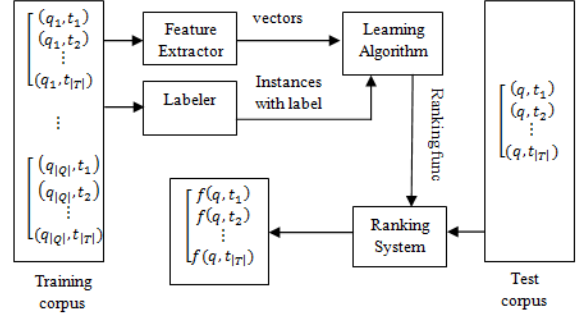 (q₁,t₁)
(q₁,t₂)
⋮
(q₁,t|T|)
⋮
(q|Q|,t₁)
(q|Q|,t₂)
⋮
(q|Q|,t|T|)
Training
corpus
Feature
Extractor
vectors
Labeler
Instances
with label
Learning
Algorithm
Ranking func
Ranking
System
f(q,t₁)
f(q,t₂)
⋮
f(q,t|T|)
(q,t₁)
(q,t₂)
⋮
(q,t|T|)
Test
corpus